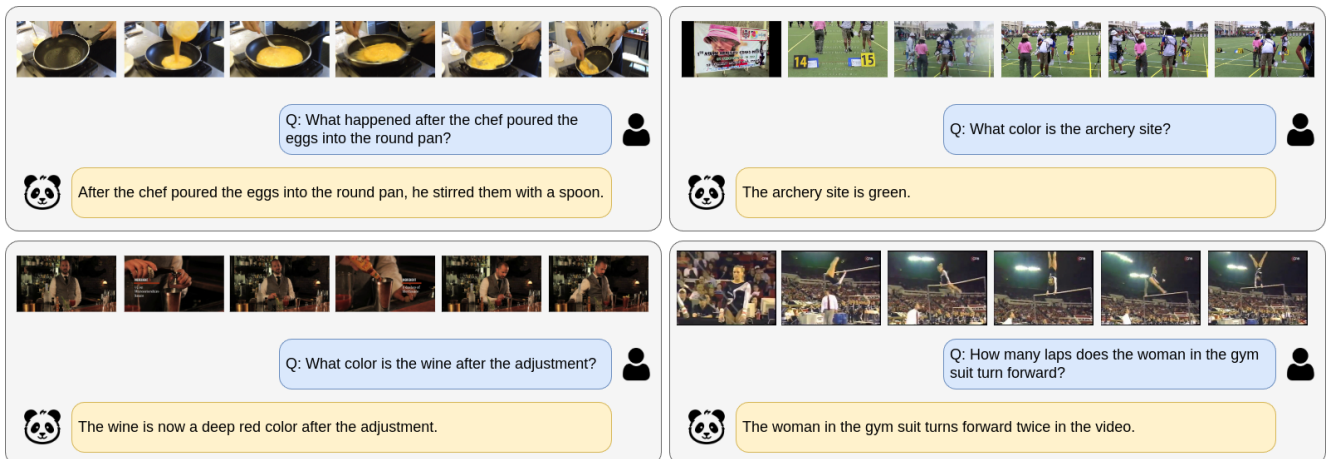 Q: What happened after the chef poured the
eggs into the round pan?
After the chef poured the eggs into the round pan, he stirred them with a spoon.
14
15
Q: What color is the archery site?
The archery site is green.
Q: What color is the wine after the adjustment?
The wine is now a deep red color after the adjustment.
Q: How many laps does the woman in the gym
suit turn forward?
The woman in the gym suit turns forward twice in the video.